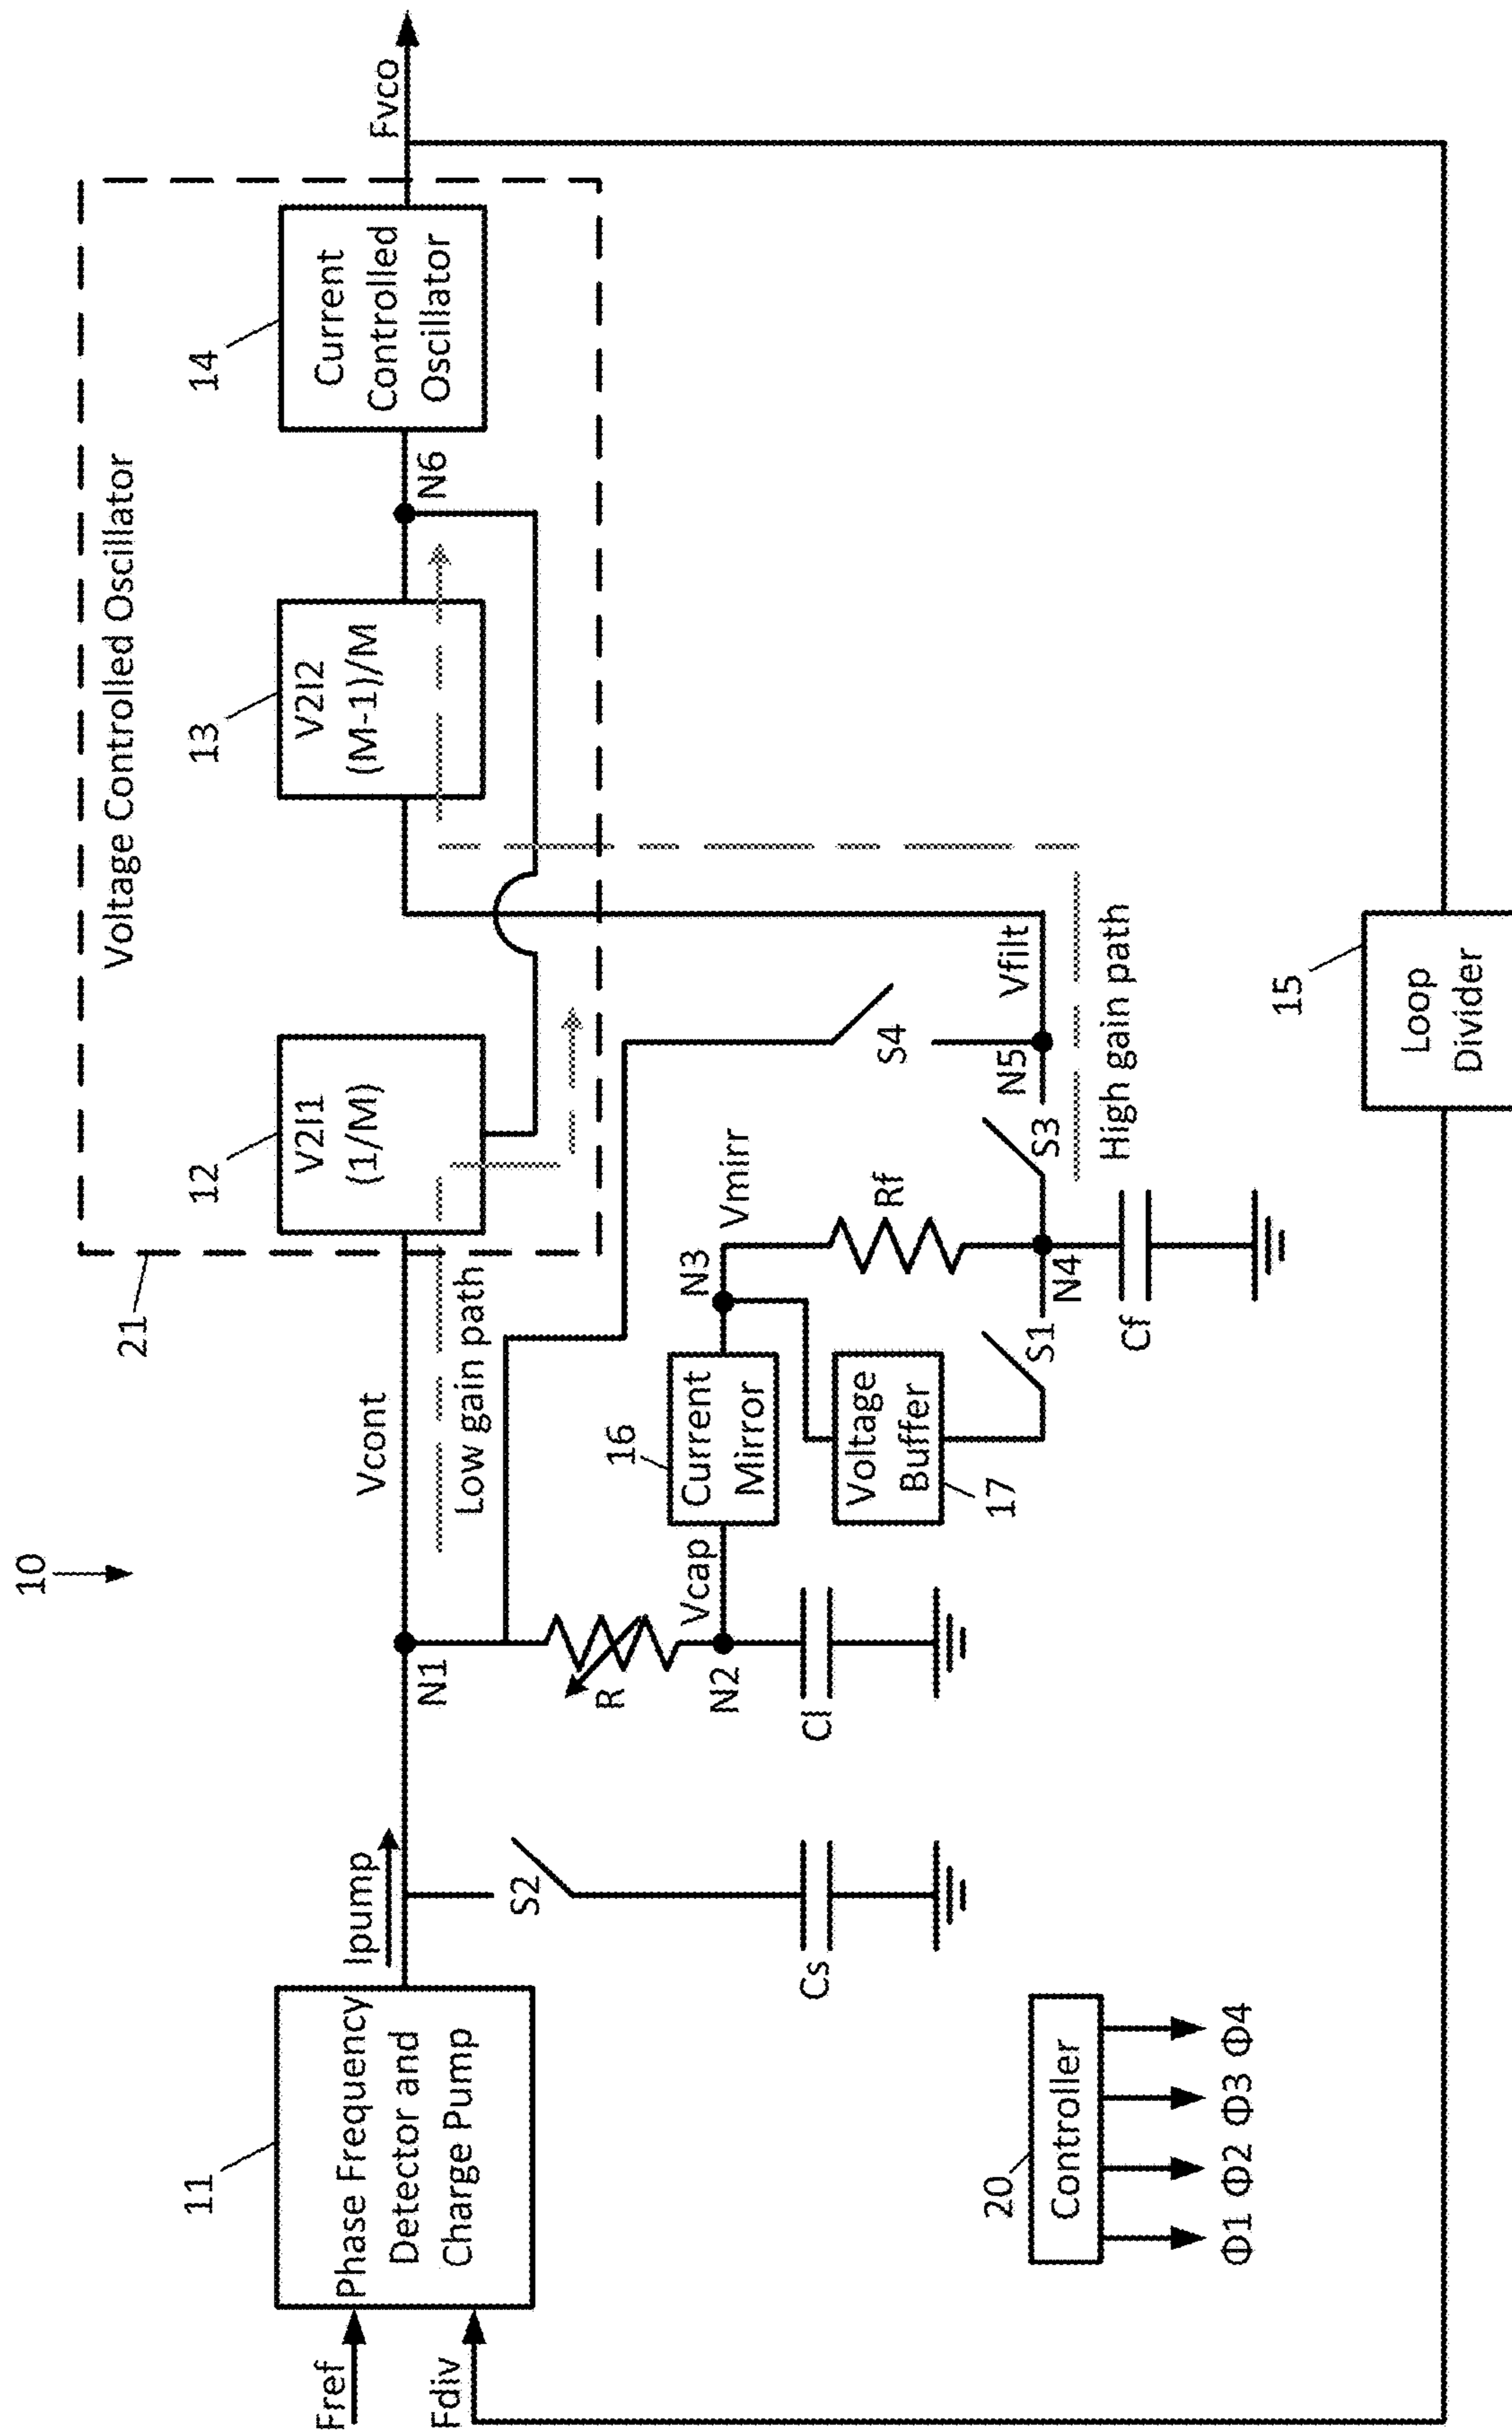 10
Voltage Controlled Oscillator
21
11
12
13
14
Phase Frequency
Detector and
Charge Pump
V2I1
(1/M)
V2I2
(M-1)/M
Current
Controlled
Oscillator
Fref
Fdiv
Ipump
Vcont
N1
Low gain path
N6
Fvco
S2
Cs
R
Vcap
N2
Cl
16
Current
Mirror
N3
Vmirr
Voltage
Buffer
17
Rf
S1
N4
Cf
S3
S4
N5
Vfilt
High gain path
20
Controller
Φ1 Φ2 Φ3 Φ4
15
Loop
Divider